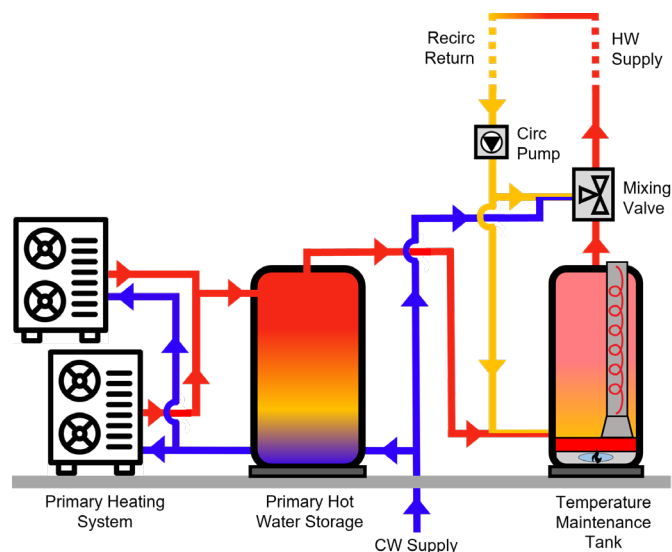 Recirc
Return
HW
Supply
Circ
Pump
Mixing
Valve
Primary Heating
System
Primary Hot
Water Storage
CW Supply
Temperature
Maintenance
Tank